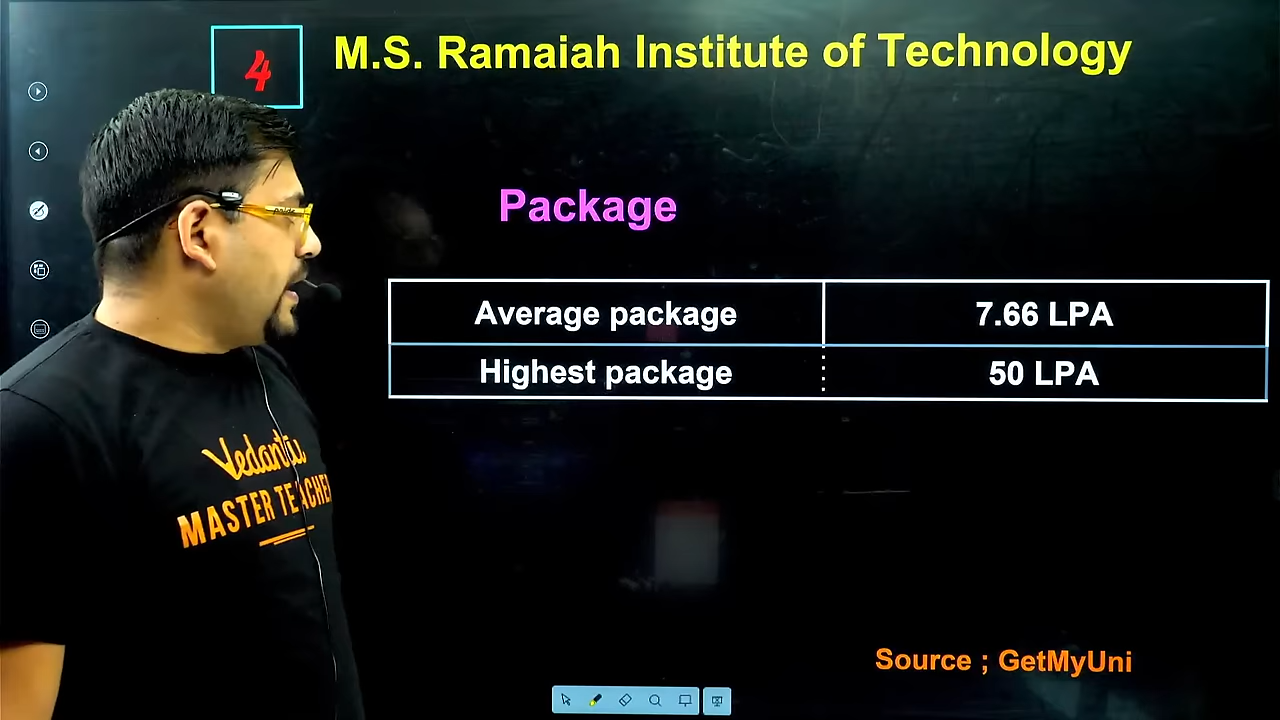 4
M.S. Ramaiah Institute of Technology
Package
Average package 7.66 LPA
Highest package 50 LPA
Vedantu
MASTER TEACHER
Source ; GetMyUni